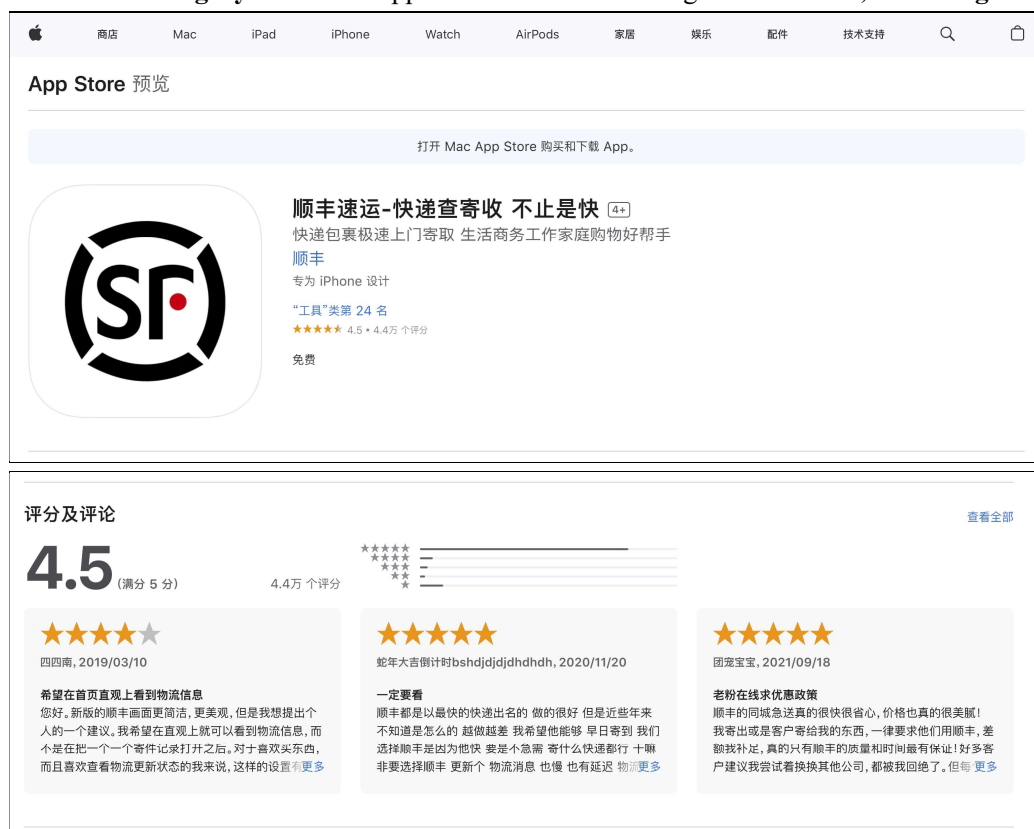 商店 Mac iPad iPhone Watch AirPods 家居 娱乐 配件 技术支持
App Store 预览
打开 Mac App Store 购买和下载 App。
SF
顺丰速运-快递查寄收 不止是快 4+
快递包裹极速上门寄取 生活商务工作家庭购物好帮手
顺丰
专为 iPhone 设计
“工具”类第 24 名
★★★★★ 4.5 • 4.4万 个评分
免费
评分及评论
查看全部
4.5 (满分 5 分)
4.4万 个评分
四四南, 2019/03/10
希望在首页直观上看到物流信息
您好。新版的顺丰画面更简洁,更美观,但是我想提出个
人的一个建议。我希望在直观上就可以看到物流信息,而
不是在把一个一个寄件记录打开之后。对于喜欢买东西,
而且喜欢查看物流更新状态的我来说,这样的设置有更多
蛇年大吉倒计时bshdjdjdjdhdhdh, 2020/11/20
一定要看
顺丰都是以最快的快递出名的 做的很好 但是近些年来
不知道是怎么的 越做越差 我希望他能够 早日寄到 我们
选择顺丰是因为他快 要是不急需 寄什么快递都行 十嘛
非要选择顺丰 更新个 物流消息 也慢 也有延迟 物流更多
团宠宝宝, 2021/09/18
老粉在线求优惠政策
顺丰的同城急送真的很快很省心,价格也真的很美腻!
我寄出或是客户寄给我的东西,一律要求他们用顺丰,差
额我补足,真的只有顺丰的质量和时间最有保证!好多客
户建议我尝试着换换其他公司,都被我回绝了。但每更多